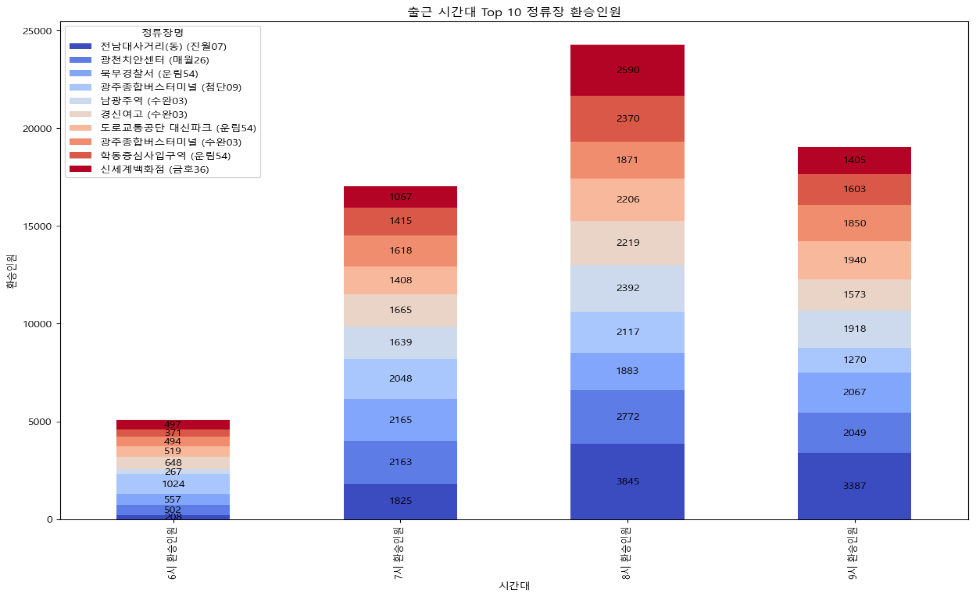 출근 시간대 Top 10 정류장 환승인원
정류장명
전남대사거리(동) (진월07)
광천치안센터 (매월26)
북부경찰서 (운림54)
광주종합버스터미널 (첨단09)
남광주역 (수완03)
경신여고 (수완03)
도로교통공단 대신파크 (운림54)
광주종합버스터미널 (수완03)
학동증심사입구역 (운림54)
신세계백화점 (금호36)
환승인원
25000
20000
15000
10000
5000
0
497
371
494
519
648
267
1024
557
502
208
1067
1415
1618
1408
1665
1639
2048
2165
2163
1825
2590
2370
1871
2206
2219
2392
2117
1883
2772
3845
1405
1603
1850
1940
1573
1918
1270
2067
2049
3387
6시 환승인원
7시 환승인원
8시 환승인원
9시 환승인원
시간대